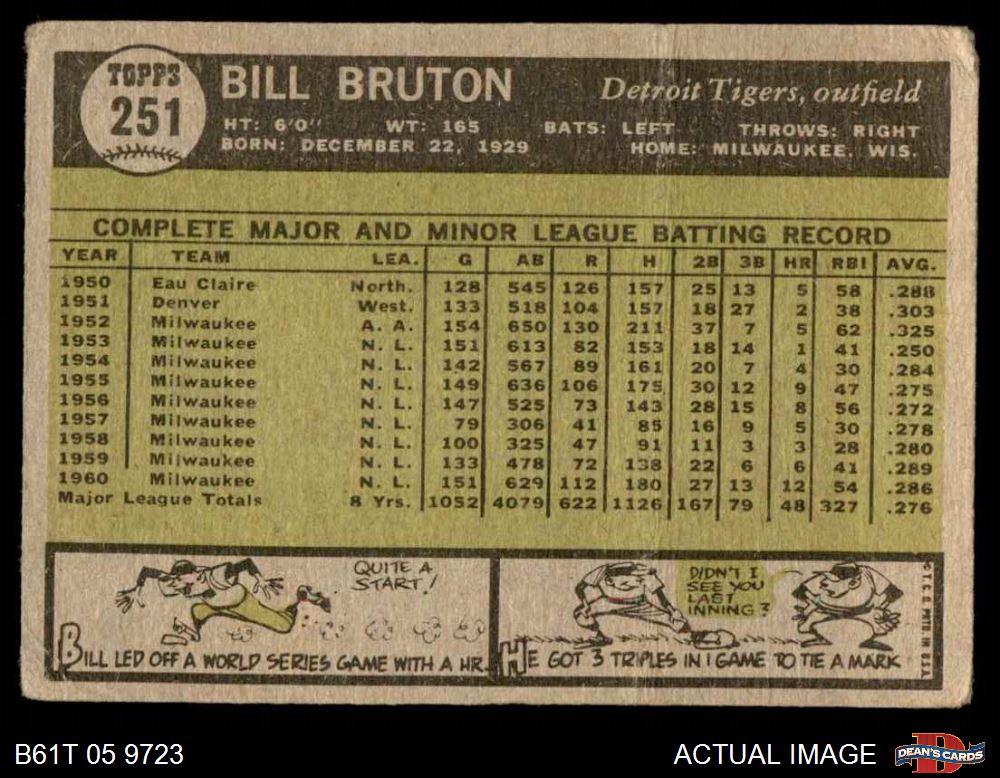 TOPPS
251
BILL BRUTON
Detroit Tigers, outfield
HT: 6'0" WT: 165 BATS: LEFT THROWS: RIGHT
BORN: DECEMBER 22, 1929 HOME: MILWAUKEE, WIS.
COMPLETE MAJOR AND MINOR LEAGUE BATTING RECORD
YEAR TEAM LEA. G AB R H 2B 3B HR RBI AVG.
1950 Eau Claire North. 128 545 126 157 25 13 5 58 .288
1951 Denver West. 133 518 104 157 18 27 2 38 .303
1952 Milwaukee A. A. 154 650 130 211 37 7 5 62 .325
1953 Milwaukee N. L. 151 613 82 153 18 14 1 41 .250
1954 Milwaukee N. L. 142 567 89 161 20 7 4 30 .284
1955 Milwaukee N. L. 149 636 106 175 30 12 9 47 .275
1956 Milwaukee N. L. 147 525 73 143 28 15 8 56 .272
1957 Milwaukee N. L. 79 306 41 85 16 9 5 30 .278
1958 Milwaukee N. L. 100 325 47 91 11 3 3 28 .280
1959 Milwaukee N. L. 133 478 72 138 22 6 6 41 .289
1960 Milwaukee N. L. 151 629 112 180 27 13 12 54 .286
Major League Totals 8 Yrs. 1052 4079 622 1126 167 79 48 327 .276
QUITE A
START!
BILL LED OFF A WORLD SERIES GAME WITH A HR.
DIDN'T I
SEE YOU
LAST
INNING?
HE GOT 3 TRIPLES IN 1 GAME TO TIE A MARK
© T. C. G. PRTD. IN U.S.A.
B61T 05 9723
ACTUAL IMAGE
DEAN'S CARDS